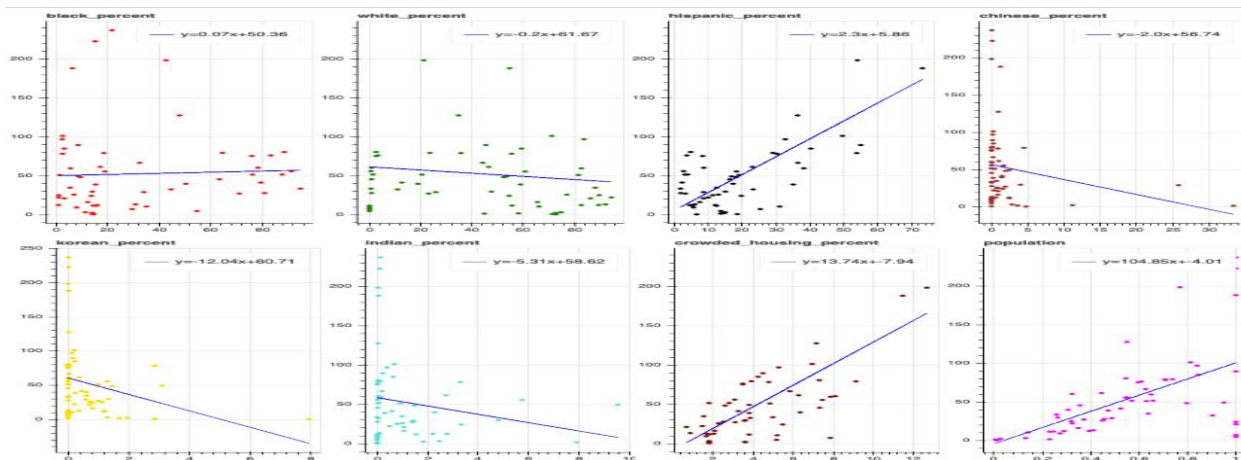 black_percent
y=0.07x+50.36
200
150
100
50
0
0 20 40 60 80
white_percent
y=-0.2x+61.67
200
150
100
50
0
0 20 40 60 80
hispanic_percent
y=2.3x+5.86
200
150
100
50
0
0 10 20 30 40 50 60 70
chinese_percent
y=-2.0x+56.74
200
150
100
50
0
0 5 10 15 20 25 30
korean_percent
y=-12.04x+60.71
250
200
150
100
50
0
0 2 4 6 8
indian_percent
y=-5.31x+58.62
200
150
100
50
0
0 2 4 6 8 10
crowded_housing_percent
y=13.74x+-7.94
200
150
100
50
0
2 4 6 8 10 12
population
y=104.85x+-4.01
200
150
100
50
0
0 0.2 0.4 0.6 0.8 1